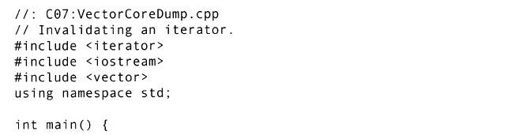 //: C07:VectorCoreDump.cpp
// Invalidating an iterator.
#include <iterator>
#include <iostream>
#include <vector>
using namespace std;
int main() {